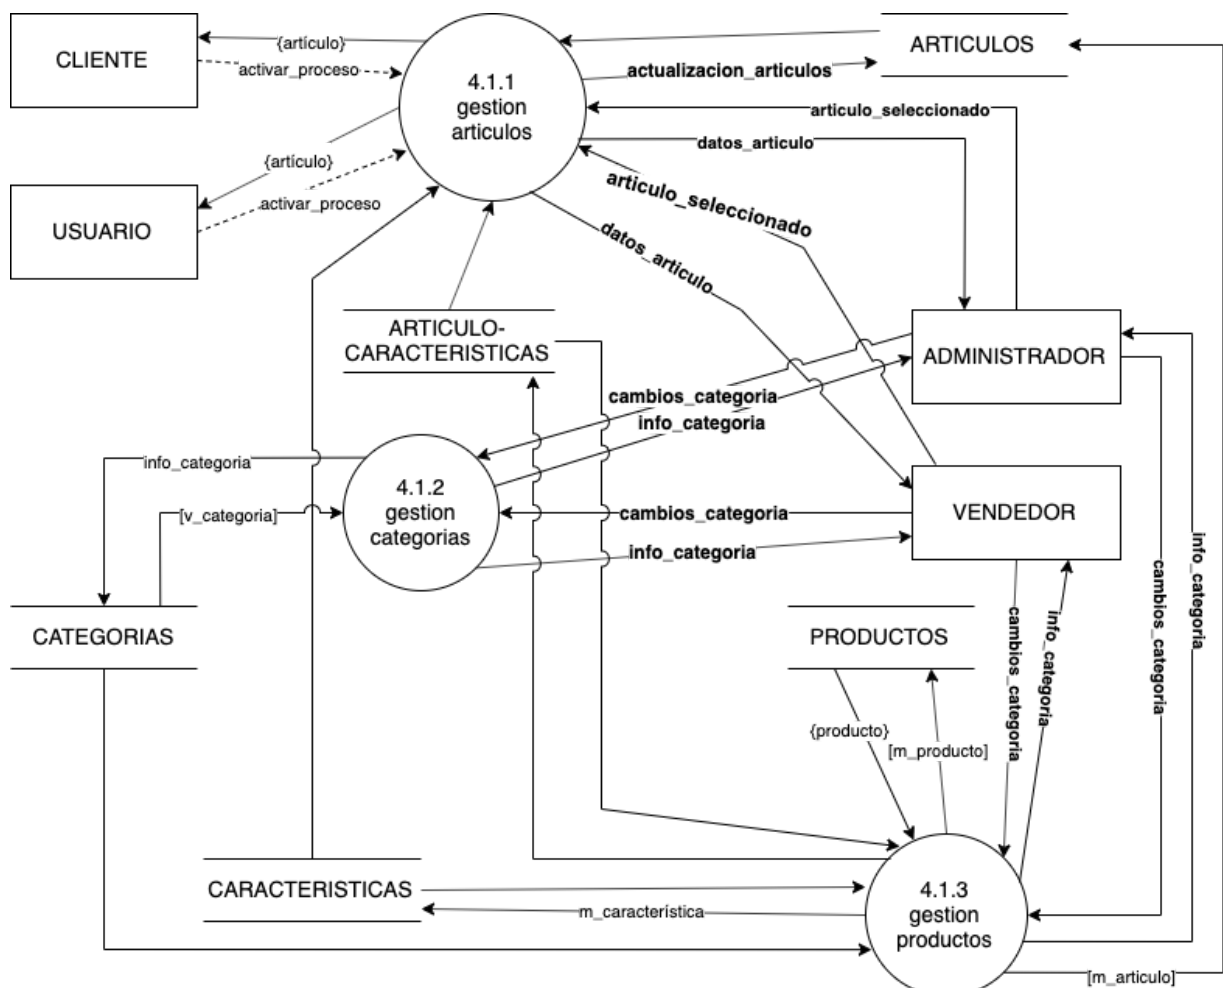 CLIENTE
{artículo}
activar_proceso
4.1.1
gestion
articulos
ARTICULOS
actualizacion_articulos
articulo_seleccionado
datos_articulo
{artículo}
activar_proceso
USUARIO
articulo_seleccionado
datos_articulo
ARTICULO-
CARACTERISTICAS
ADMINISTRADOR
cambios_categoria
info_categoria
info_categoria
[v_categoria]
4.1.2
gestion
categorias
cambios_categoria
info_categoria
VENDEDOR
CATEGORIAS
PRODUCTOS
cambios_categoria
info_categoria
cambios_categoria
info_categoria
{producto}
[m_producto]
CARACTERISTICAS
m_característica
4.1.3
gestion
productos
[m_articulo]